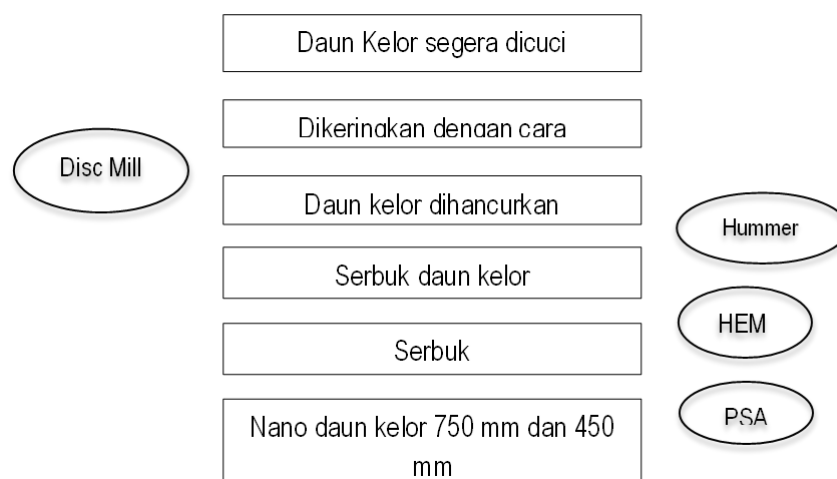 Daun Kelor segera dicuci
Dikeringkan dengan cara
Disc Mill
Daun kelor dihancurkan
Hummer
Serbuk daun kelor
HEM
Serbuk
PSA
Nano daun kelor 750 mm dan 450
mm